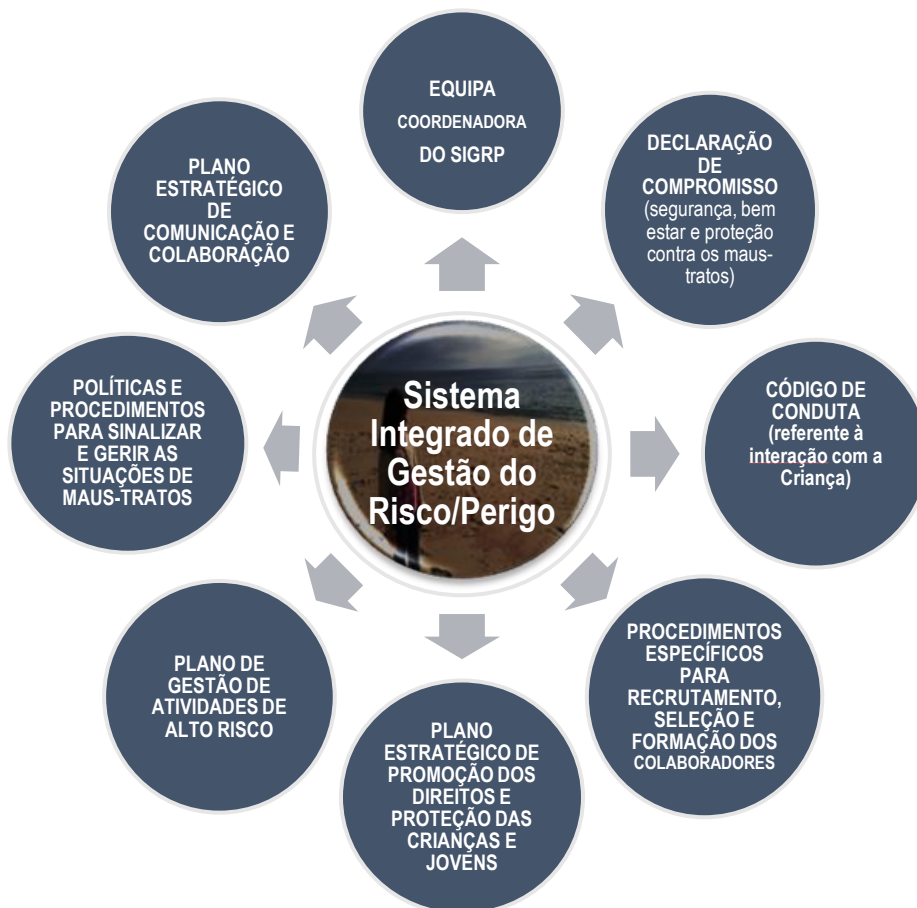 EQUIPA
COORDENADORA
DO SIGRP
DECLARAÇÃO
DE
COMPROMISSO
(segurança, bem
estar e proteção
contra os maus-
tratos)
CÓDIGO DE
CONDUTA
(referente à
interação com a
Criança)
PROCEDIMENTOS
ESPECÍFICOS
PARA
RECRUTAMENTO,
SELEÇÃO E
FORMAÇÃO DOS
COLABORADORES
PLANO
ESTRATÉGICO DE
PROMOÇÃO DOS
DIREITOS E
PROTEÇÃO DAS
CRIANÇAS E
JOVENS
PLANO DE
GESTÃO DE
ATIVIDADES DE
ALTO RISCO
POLÍTICAS E
PROCEDIMENTOS
PARA SINALIZAR
E GERIR AS
SITUAÇÕES DE
MAUS-TRATOS
PLANO
ESTRATÉGICO
DE
COMUNICAÇÃO E
COLABORAÇÃO
Sistema
Integrado de
Gestão do
Risco/Perigo